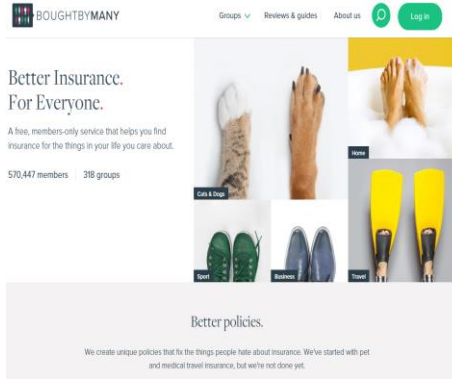 BOUGHTBYMANY
Groups
Reviews & guides
About us
Log in
Better Insurance.
For Everyone.
A free, members-only service that helps you find
insurance for the things in your life you care about.
570,447 members
318 groups
Cats & Dogs
Home
Sport
Business
Travel
Better policies.
We create unique policies that fix the things people hate about insurance. We've started with pet
and medical travel insurance, but we're not done yet.